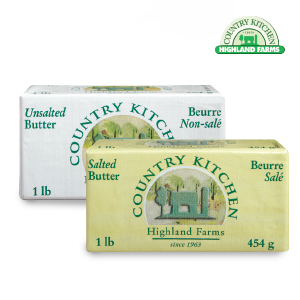 COUNTRY KITCHEN
HIGHLAND FARMS
Unsalted
Butter
COUNTRY KITCHEN
Beurre
Non-salé
1 lb
Salted
Butter
COUNTRY KITCHEN
Beurre
Salé
Highland Farms
since 1963
1 lb
454 g